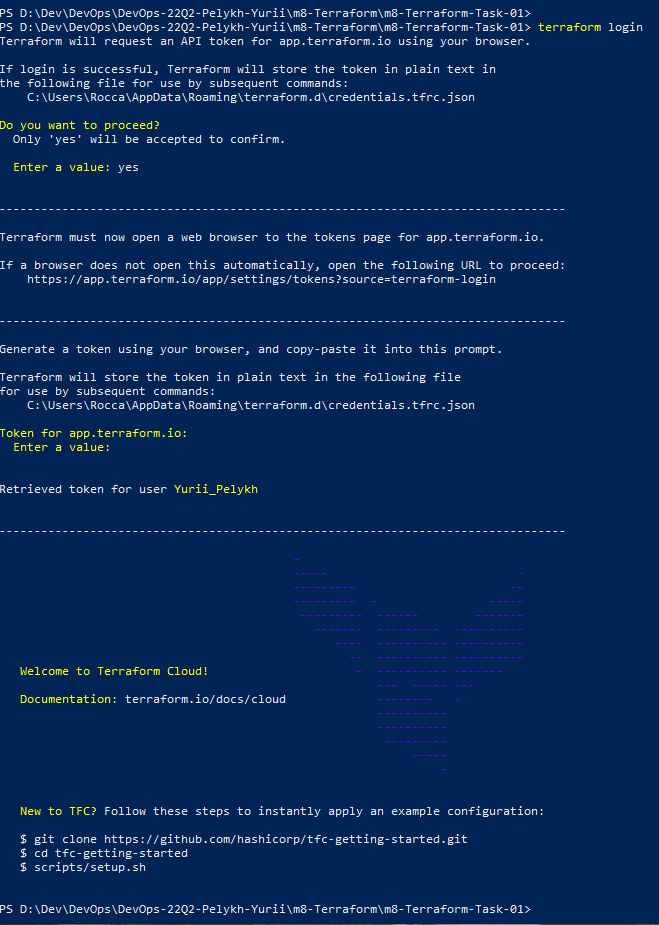 PS D:\Dev\DevOps\DevOps-22Q2-Pelykh-Yurii\m8-Terraform\m8-Terraform-Task-01>
PS D:\Dev\DevOps\DevOps-22Q2-Pelykh-Yurii\m8-Terraform\m8-Terraform-Task-01> terraform login
Terraform will request an API token for app.terraform.io using your browser.
If login is successful, Terraform will store the token in plain text in
the following file for use by subsequent commands:
C:\Users\Rocca\AppData\Roaming\terraform.d\credentials.tfrc.json
Do you want to proceed?
Only 'yes' will be accepted to confirm.
Enter a value: yes
---------------------------------------------------------------------------------
Terraform must now open a web browser to the tokens page for app.terraform.io.
If a browser does not open this automatically, open the following URL to proceed:
https://app.terraform.io/app/settings/tokens?source=terraform-login
---------------------------------------------------------------------------------
Generate a token using your browser, and copy-paste it into this prompt.
Terraform will store the token in plain text in the following file
for use by subsequent commands:
C:\Users\Rocca\AppData\Roaming\terraform.d\credentials.tfrc.json
Token for app.terraform.io:
Enter a value:
Retrieved token for user Yurii_Pelykh
---------------------------------------------------------------------------------
Welcome to Terraform Cloud!
Documentation: terraform.io/docs/cloud
New to TFC? Follow these steps to instantly apply an example configuration:
$ git clone https://github.com/hashicorp/tfc-getting-started.git
$ cd tfc-getting-started
$ scripts/setup.sh
PS D:\Dev\DevOps\DevOps-22Q2-Pelykh-Yurii\m8-Terraform\m8-Terraform-Task-01>